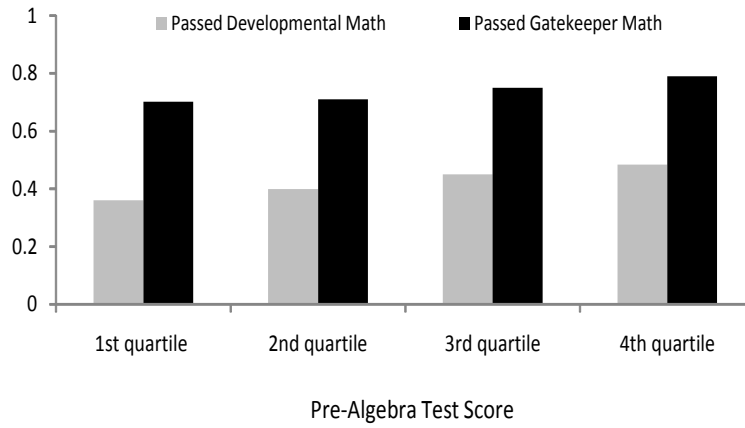 1
Passed Developmental Math Passed Gatekeeper Math
0.8
0.6
0.4
0.2
0
1st quartile 2nd quartile 3rd quartile 4th quartile
Pre-Algebra Test Score